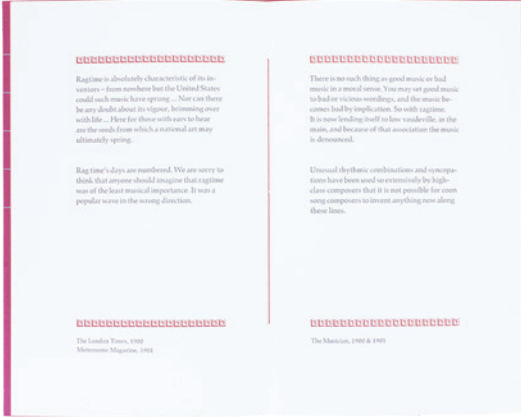 Ragtime is absolutely characteristic of its in-
ventors – from nowhere but the United States
could such music have sprung ... Nor can there
be any doubt about its vigour, brimming over
with life ... Here for those with ears to hear
are the seeds from which a national art may
ultimately spring.
Rag time's days are numbered. We are sorry to
think that anyone should imagine that ragtime
was of the least musical importance. It was a
popular wave in the wrong direction.
The London Times, 1902
Metronome Magazine, 1901
There is no such thing as good music or bad
music in a moral sense. You may set good music
to bad or vicious wordings, and the music be-
comes bad by implication. So with ragtime.
It is now lending itself to low vaudeville, in the
main, and because of that association the music
is denounced.
Unusual rhythmic combinations and syncopa-
tions have been used so extensively by high-
class composers that it is not possible for coon
song composers to invent anything new along
these lines.
The Musician, 1900 & 1901